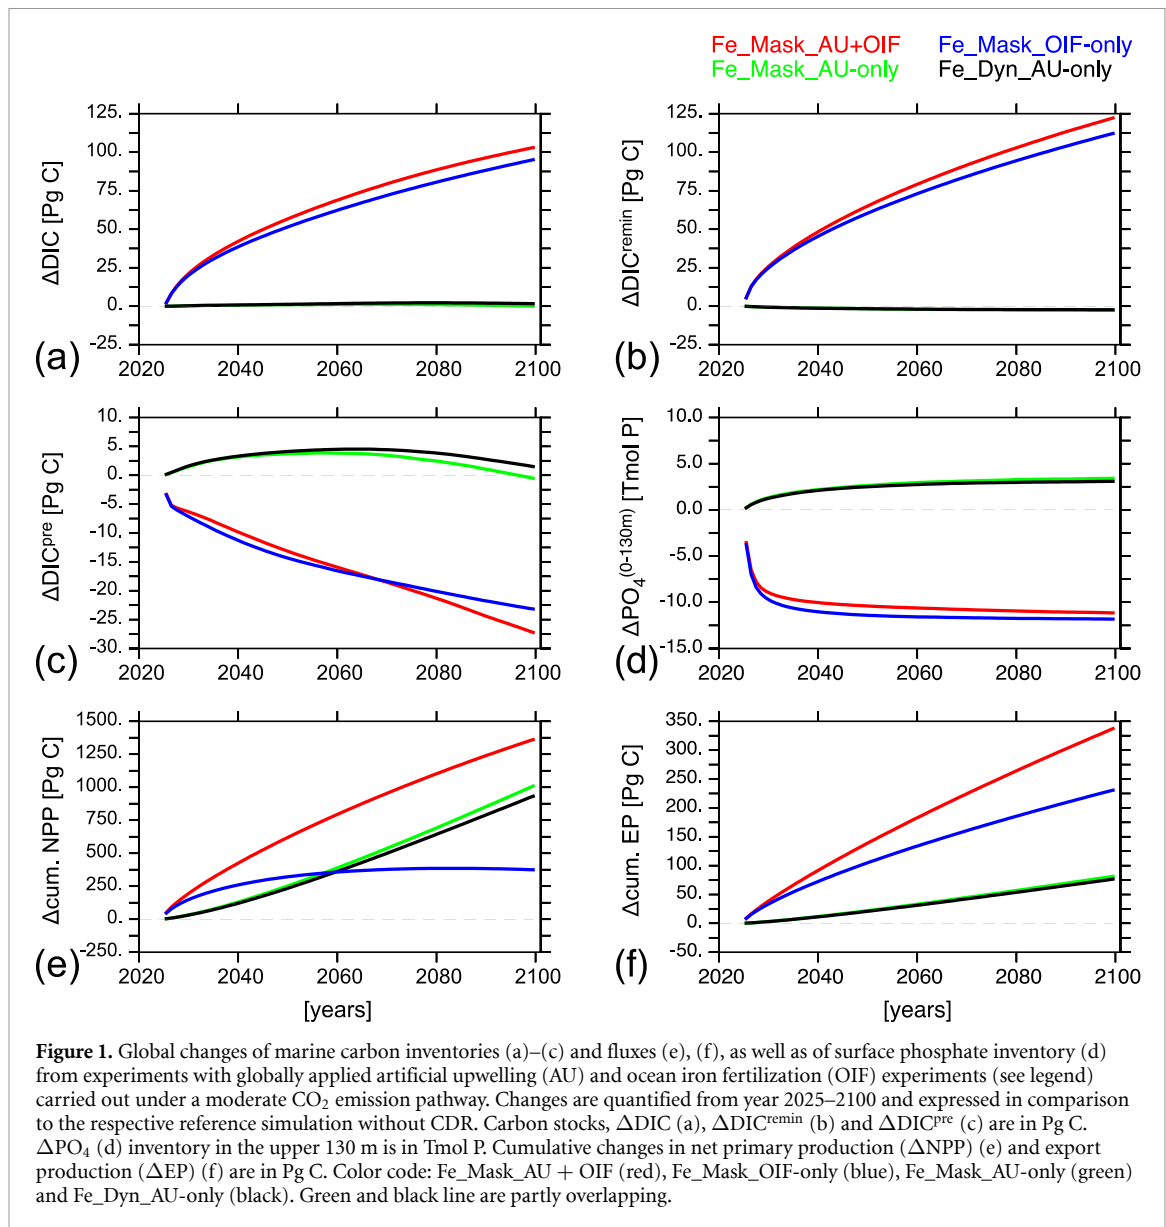 Fe_Mask_AU+OIF Fe_Mask_OIF-only
Fe_Mask_AU-only Fe_Dyn_AU-only
125.
100.
75.
50.
25.
0.
-25.
ΔDIC [Pg C]
(a)
2020 2040 2060 2080 2100
125.
100.
75.
50.
25.
0.
-25.
ΔDIC^remin [Pg C]
(b)
2020 2040 2060 2080 2100
10.
5.
0.
-5.
-10.
-15.
-20.
-25.
-30.
ΔDIC^pre [Pg C]
(c)
2020 2040 2060 2080 2100
10.0
5.0
0.0
-5.0
-10.0
-15.0
ΔPO₄^(0-130m) [Tmol P]
(d)
2020 2040 2060 2080 2100
1500.
1250.
1000.
750.
500.
250.
0.
-250.
Δcum. NPP [Pg C]
(e)
2020 2040 2060 2080 2100
[years]
350.
300.
250.
200.
150.
100.
50.
0.
-50.
Δcum. EP [Pg C]
(f)
2020 2040 2060 2080 2100
[years]
Figure 1. Global changes of marine carbon inventories (a)–(c) and fluxes (e), (f), as well as of surface phosphate inventory (d)
from experiments with globally applied artificial upwelling (AU) and ocean iron fertilization (OIF) experiments (see legend)
carried out under a moderate CO₂ emission pathway. Changes are quantified from year 2025–2100 and expressed in comparison
to the respective reference simulation without CDR. Carbon stocks, ΔDIC (a), ΔDIC^remin (b) and ΔDIC^pre (c) are in Pg C.
ΔPO₄ (d) inventory in the upper 130 m is in Tmol P. Cumulative changes in net primary production (ΔNPP) (e) and export
production (ΔEP) (f) are in Pg C. Color code: Fe_Mask_AU + OIF (red), Fe_Mask_OIF-only (blue), Fe_Mask_AU-only (green)
and Fe_Dyn_AU-only (black). Green and black line are partly overlapping.